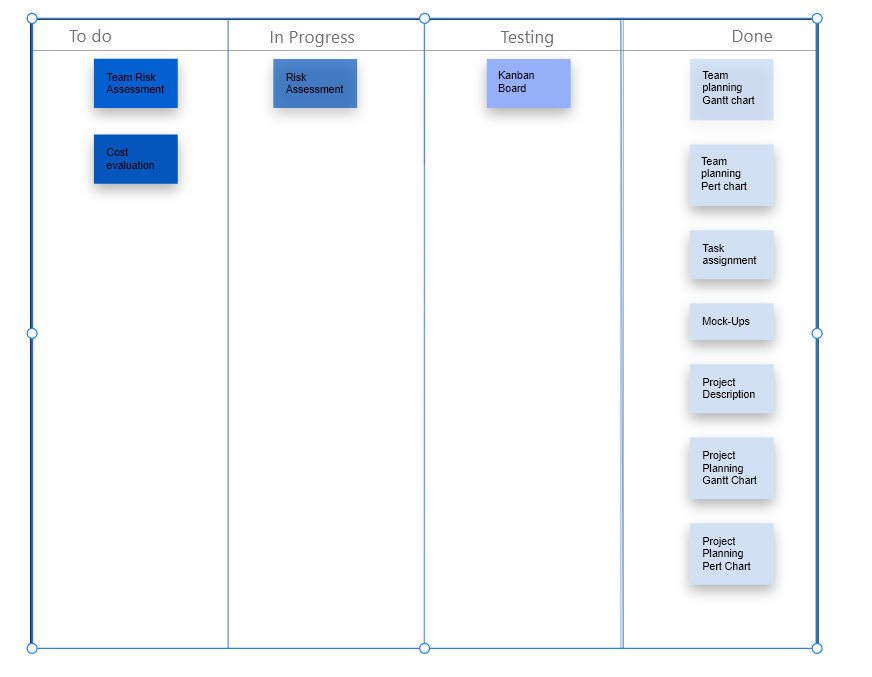 To do
In Progress
Testing
Done
Team Risk
Assessment
Cost
evaluation
Risk
Assessment
Kanban
Board
Team
planning
Gantt chart
Team
planning
Pert chart
Task
assignment
Mock-Ups
Project
Description
Project
Planning
Gantt Chart
Project
Planning
Pert Chart